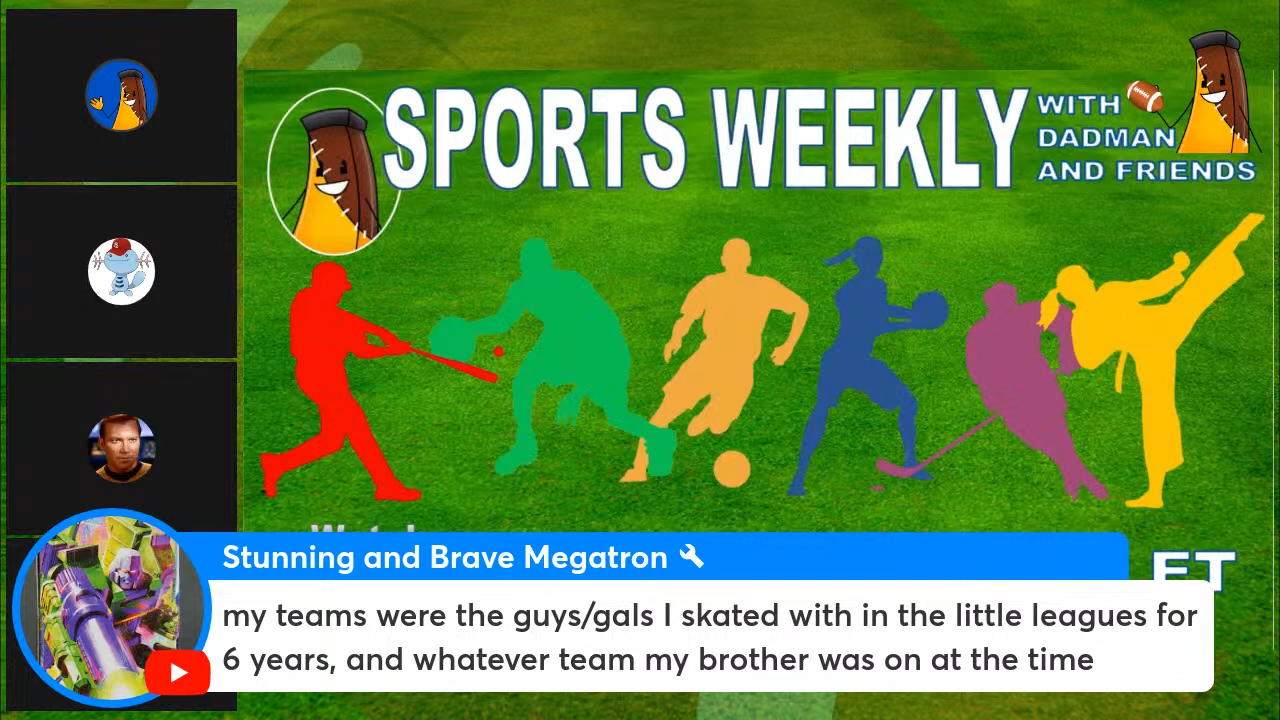 SPORTS WEEKLY
WITH
DADMAN
AND FRIENDS
ET
Stunning and Brave Megatron
my teams were the guys/gals I skated with in the little leagues for
6 years, and whatever team my brother was on at the time